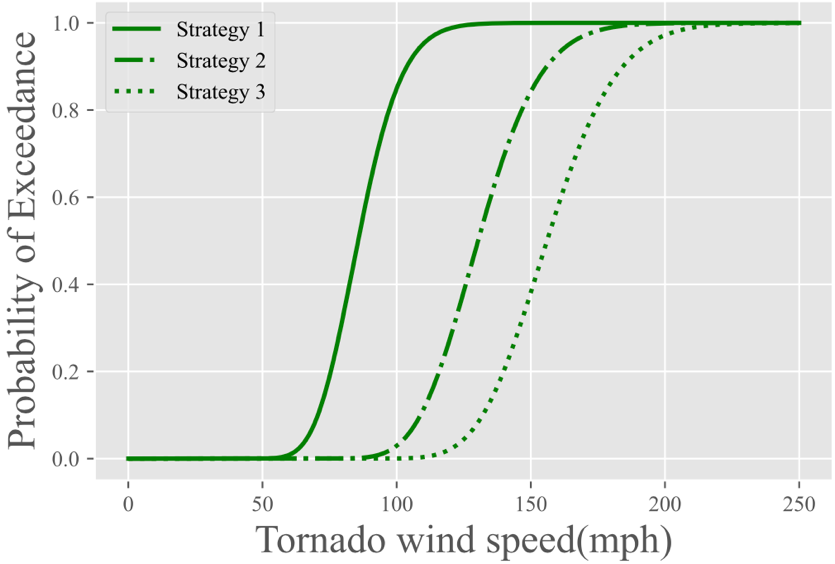 Strategy 1
Strategy 2
Strategy 3
Probability of Exceedance
1.0
0.8
0.6
0.4
0.2
0.0
0 50 100 150 200 250
Tornado wind speed(mph)